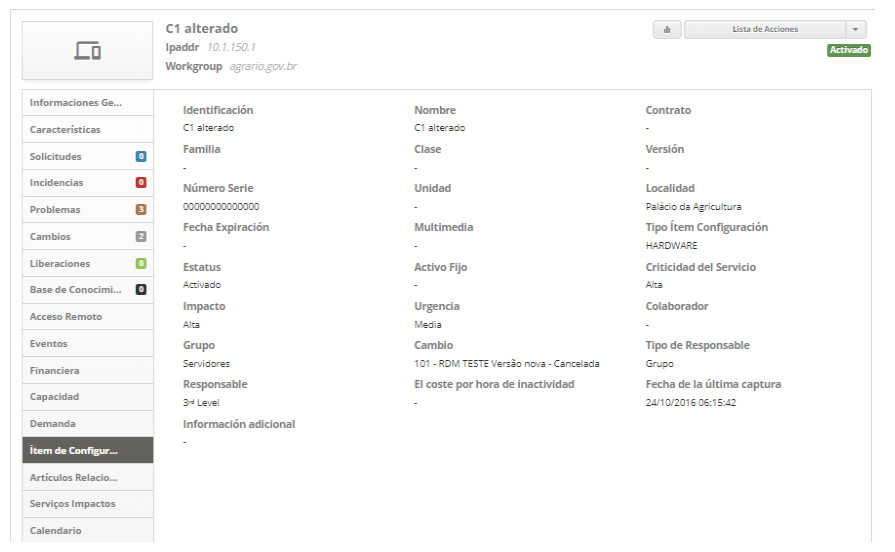 C1 alterado
Ipaddr 10.1.150.1
Workgroup agrario.gov.br
Lista de Acciones
Activado
Informaciones Ge...
Características
Solicitudes 0
Incidencias 0
Problemas 3
Cambios 2
Liberaciones 0
Base de Conocimi... 0
Acceso Remoto
Eventos
Financiera
Capacidad
Demanda
Ítem de Configur...
Artículos Relacio...
Serviços Impactos
Calendario
Identificación Nombre Contrato
C1 alterado C1 alterado -
Familia Clase Versión
- - -
Número Serie Unidad Localidad
00000000000000 - Palácio da Agricultura
Fecha Expiración Multimedia Tipo Ítem Configuración
- - HARDWARE
Estatus Activo Fijo Criticidad del Servicio
Activado - Alta
Impacto Urgencia Colaborador
Alta Media -
Grupo Cambio Tipo de Responsable
Servidores 101 - RDM TESTE Versão nova - Cancelada Grupo
Responsable El coste por hora de inactividad Fecha de la última captura
3rd Level - 24/10/2016 06:15:42
Información adicional
-